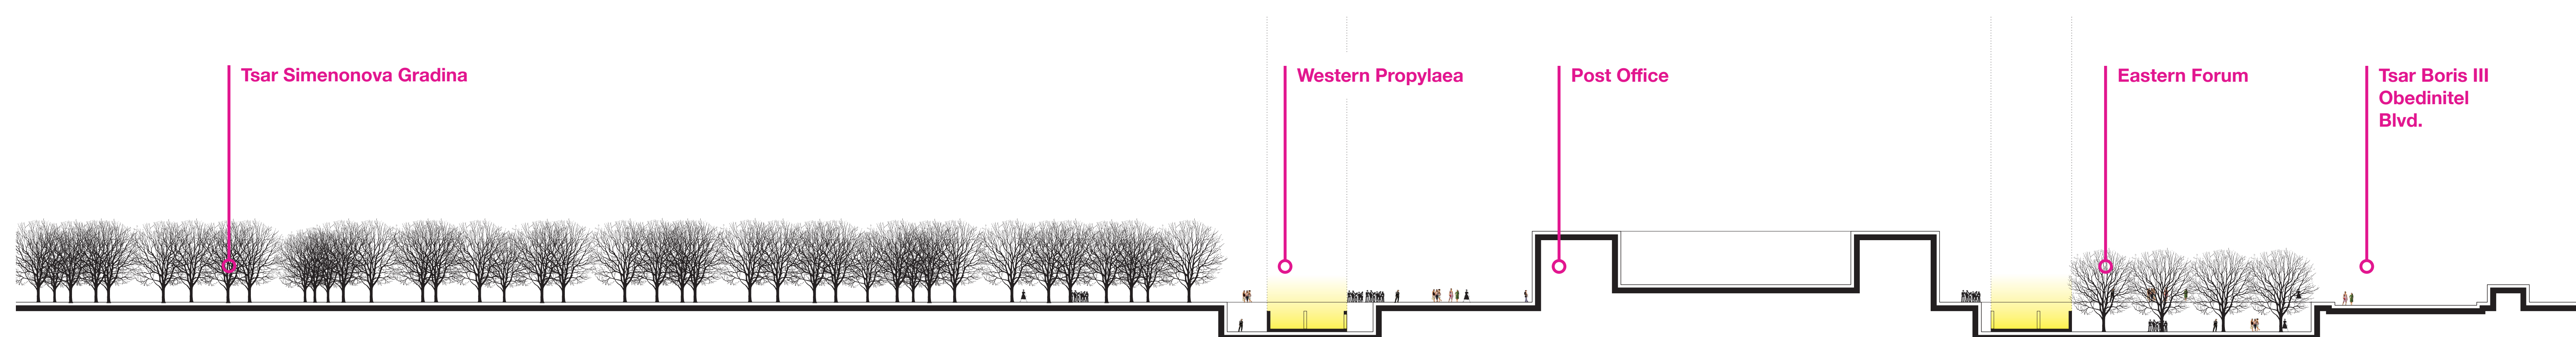 Tsar Simenonova Gradina
Western Propylaea
Post Office
Eastern Forum
Tsar Boris III
Obedinitel
Blvd.